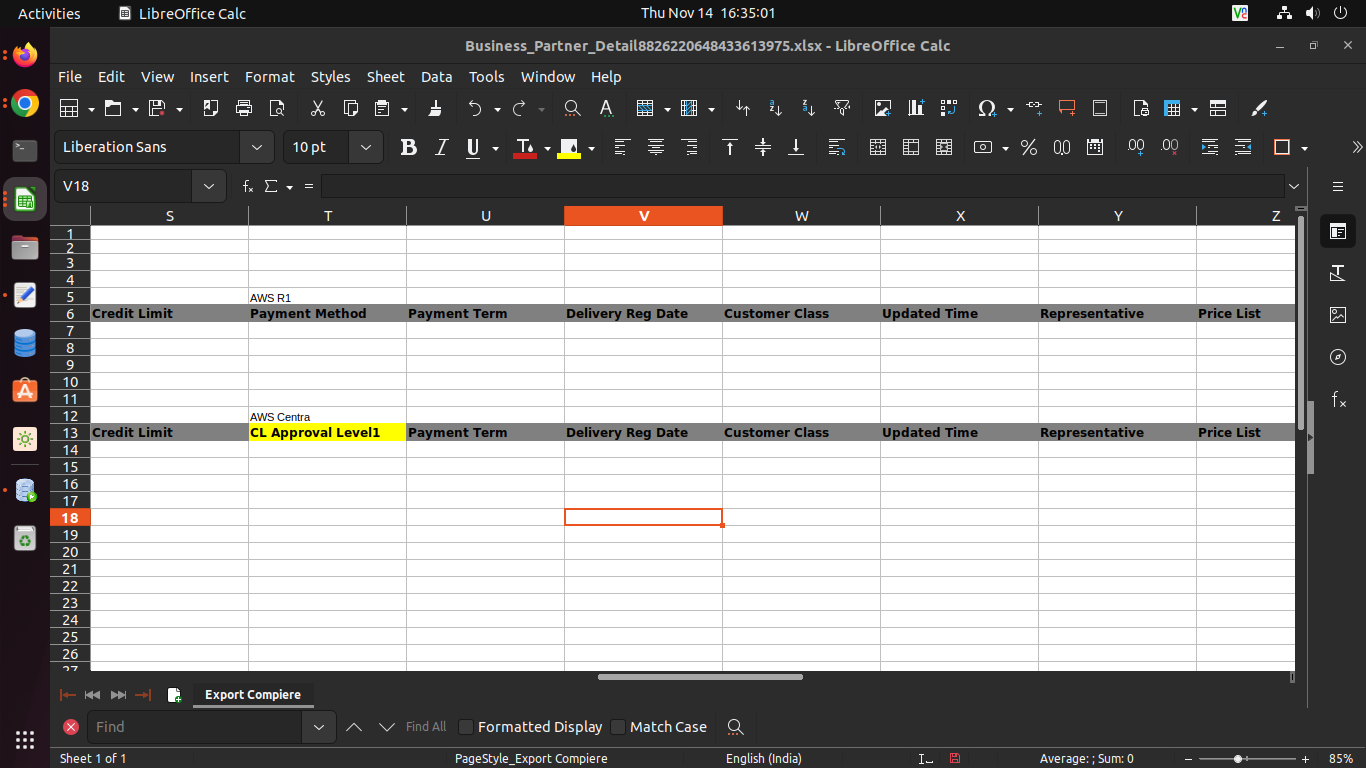 Activities LibreOffice Calc Thu Nov 14 16:35:01
Business_Partner_Detail8826220648433613975.xlsx - LibreOffice Calc
File Edit View Insert Format Styles Sheet Data Tools Window Help
Liberation Sans 10 pt
V18
S T U V W X Y Z
1
2
3
4
5 AWS R1
6 Credit Limit Payment Method Payment Term Delivery Reg Date Customer Class Updated Time Representative Price List
7
8
9
10
11
12 AWS Centra
13 Credit Limit CL Approval Level1 Payment Term Delivery Reg Date Customer Class Updated Time Representative Price List
14
15
16
17
18
19
20
21
22
23
24
25
26
27
Export Compiere
Find Find All Formatted Display Match Case
Sheet 1 of 1 PageStyle_Export Compiere English (India) Average: ; Sum: 0 85%